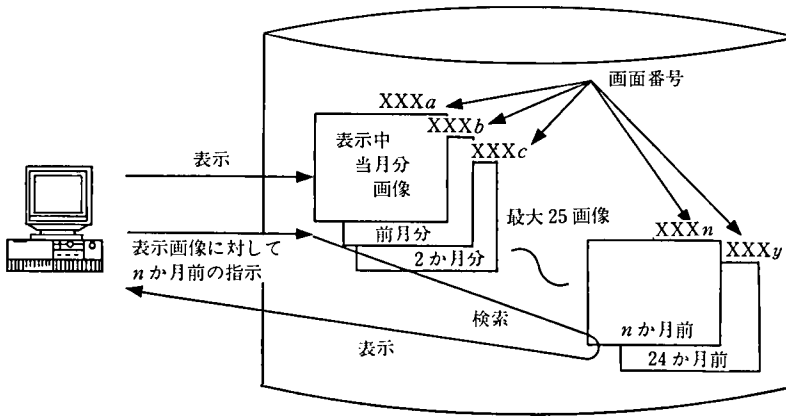 画面番号
XXXa
XXXb
XXXc
表示中
当月分
画像
表示
前月分
2か月分
最大25画像
XXXn
XXXy
表示画像に対して
nか月前の指示
検索
表示
nか月前
24か月前